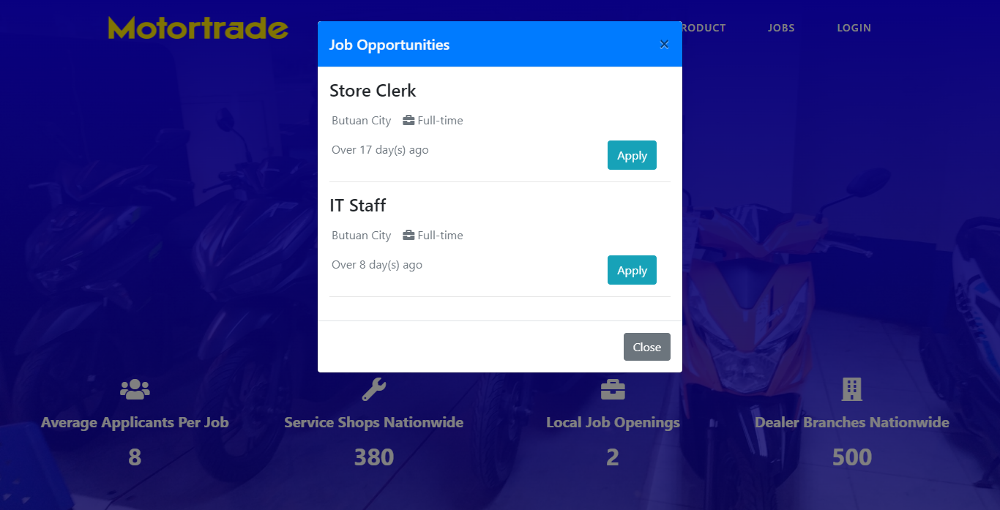 Motortrade
RODUCT
JOBS
LOGIN
Job Opportunities
×
Store Clerk
Butuan City Full-time
Over 17 day(s) ago
Apply
IT Staff
Butuan City Full-time
Over 8 day(s) ago
Apply
Close
Average Applicants Per Job
8
Service Shops Nationwide
380
Local Job Openings
2
Dealer Branches Nationwide
500